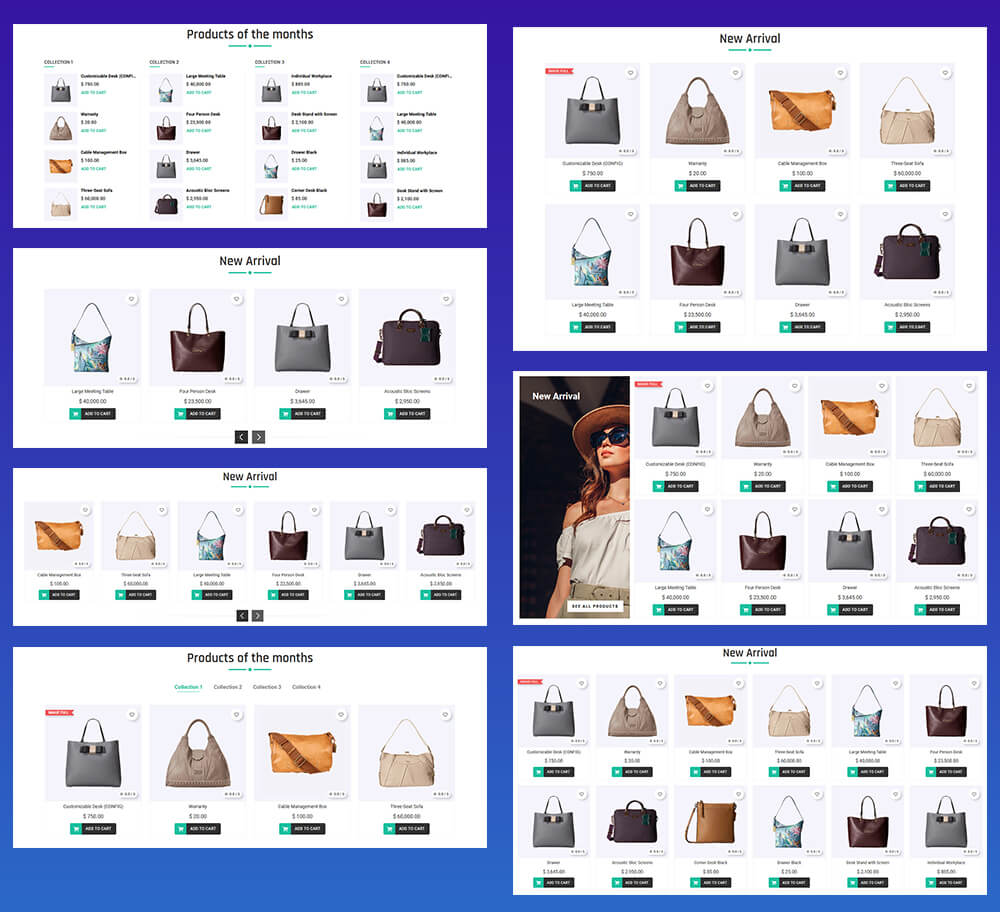 Products of the months
COLLECTION 1 COLLECTION 2 COLLECTION 3 COLLECTION 4
Customizable Desk (CONFI... Large Meeting Table Individual Workplace Customizable Desk (CONFI...
$ 750.00 $ 40,000.00 $ 885.00 $ 750.00
ADD TO CART ADD TO CART ADD TO CART ADD TO CART
Warranty Four Person Desk Desk Stand with Screen Large Meeting Table
$ 20.00 $ 23,500.00 $ 2,100.00 $ 40,000.00
ADD TO CART ADD TO CART ADD TO CART ADD TO CART
Cable Management Box Drawer Drawer Black Individual Workplace
$ 100.00 $ 3,645.00 $ 25.00 $ 885.00
ADD TO CART ADD TO CART ADD TO CART ADD TO CART
Three-Seat Sofa Acoustic Bloc Screens Corner Desk Black Desk Stand with Screen
$ 60,000.00 $ 2,950.00 $ 85.00 $ 2,100.00
ADD TO CART ADD TO CART ADD TO CART ADD TO CART
New Arrival
Large Meeting Table Four Person Desk Drawer Acoustic Bloc Screens
$ 40,000.00 $ 23,500.00 $ 3,645.00 $ 2,950.00
ADD TO CART ADD TO CART ADD TO CART ADD TO CART
New Arrival
Cable Management Box Three-Seat Sofa Large Meeting Table Four Person Desk Drawer Acoustic Bloc Screens
$ 100.00 $ 60,000.00 $ 40,000.00 $ 23,500.00 $ 3,645.00 $ 2,950.00
ADD TO CART ADD TO CART ADD TO CART ADD TO CART ADD TO CART ADD TO CART
Products of the months
Collection 1 Collection 2 Collection 3 Collection 4
Customizable Desk (CONFIG) Warranty Cable Management Box Three-Seat Sofa
$ 750.00 $ 20.00 $ 100.00 $ 60,000.00
ADD TO CART ADD TO CART ADD TO CART ADD TO CART
New Arrival
Customizable Desk (CONFIG) Warranty Cable Management Box Three-Seat Sofa
$ 750.00 $ 20.00 $ 100.00 $ 60,000.00
ADD TO CART ADD TO CART ADD TO CART ADD TO CART
Large Meeting Table Four Person Desk Drawer Acoustic Bloc Screens
$ 40,000.00 $ 23,500.00 $ 3,645.00 $ 2,950.00
ADD TO CART ADD TO CART ADD TO CART ADD TO CART
New Arrival
Customizable Desk (CONFIG) Warranty Cable Management Box Three-Seat Sofa
$ 750.00 $ 20.00 $ 100.00 $ 60,000.00
ADD TO CART ADD TO CART ADD TO CART ADD TO CART
Large Meeting Table Four Person Desk Drawer Acoustic Bloc Screens
$ 40,000.00 $ 23,500.00 $ 3,645.00 $ 2,950.00
SEE ALL PRODUCTS ADD TO CART ADD TO CART ADD TO CART ADD TO CART
New Arrival
Customizable Desk (CONFIG) Warranty Cable Management Box Three-Seat Sofa Large Meeting Table Four Person Desk
$ 750.00 $ 20.00 $ 100.00 $ 60,000.00 $ 40,000.00 $ 23,500.00
ADD TO CART ADD TO CART ADD TO CART ADD TO CART ADD TO CART ADD TO CART
Drawer Acoustic Bloc Screens Corner Desk Black Drawer Black Desk Stand with Screen Individual Workplace
$ 3,645.00 $ 2,950.00 $ 85.00 $ 25.00 $ 2,100.00 $ 885.00
ADD TO CART ADD TO CART ADD TO CART ADD TO CART ADD TO CART ADD TO CART